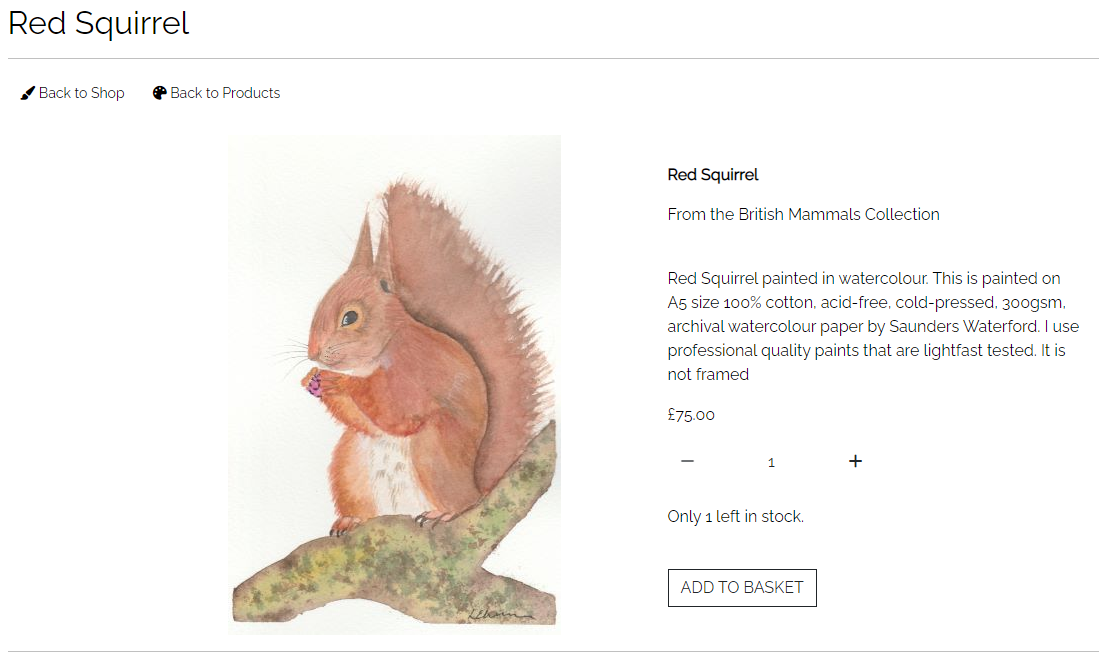 Red Squirrel
Back to Shop Back to Products
Red Squirrel
From the British Mammals Collection
Red Squirrel painted in watercolour. This is painted on
A5 size 100% cotton, acid-free, cold-pressed, 300gsm,
archival watercolour paper by Saunders Waterford. I use
professional quality paints that are lightfast tested. It is
not framed
£75.00
− 1 +
Only 1 left in stock.
ADD TO BASKET